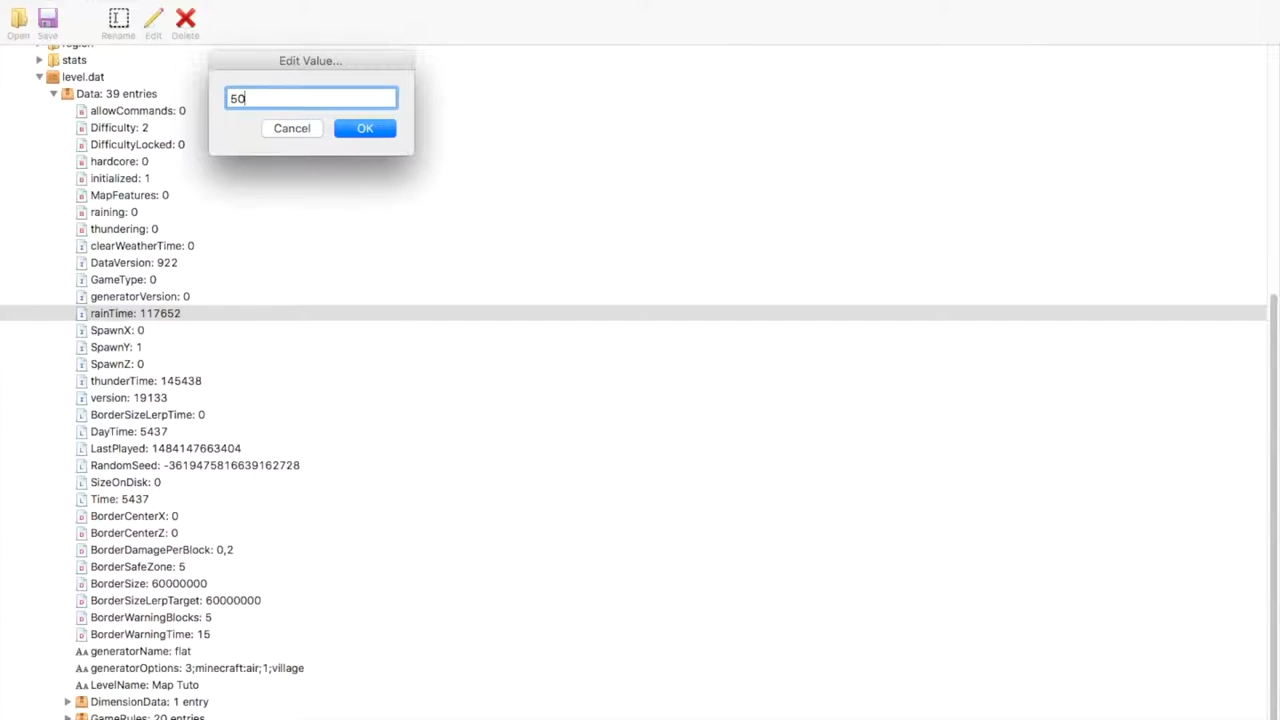 Open Save Rename Edit Delete
region
stats
level.dat
Edit Value...
50
Cancel OK
Data: 39 entries
allowCommands: 0
Difficulty: 2
DifficultyLocked: 0
hardcore: 0
initialized: 1
MapFeatures: 0
raining: 0
thundering: 0
clearWeatherTime: 0
DataVersion: 922
GameType: 0
generatorVersion: 0
rainTime: 117652
SpawnX: 0
SpawnY: 1
SpawnZ: 0
thunderTime: 145438
version: 19133
BorderSizeLerpTime: 0
DayTime: 5437
LastPlayed: 1484147663404
RandomSeed: -3619475816639162728
SizeOnDisk: 0
Time: 5437
BorderCenterX: 0
BorderCenterZ: 0
BorderDamagePerBlock: 0,2
BorderSafeZone: 5
BorderSize: 60000000
BorderSizeLerpTarget: 60000000
BorderWarningBlocks: 5
BorderWarningTime: 15
generatorName: flat
generatorOptions: 3;minecraft:air;1;village
LevelName: Map Tuto
DimensionData: 1 entry
GameRules: 20 entries